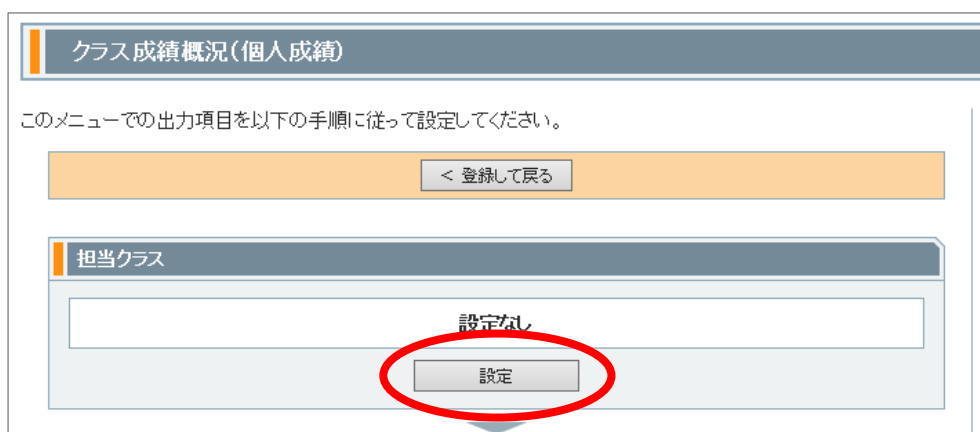 クラス成績概況(個人成績)
このメニューでの出力項目を以下の手順に従って設定してください。
< 登録して戻る
担当クラス
設定なし
設定